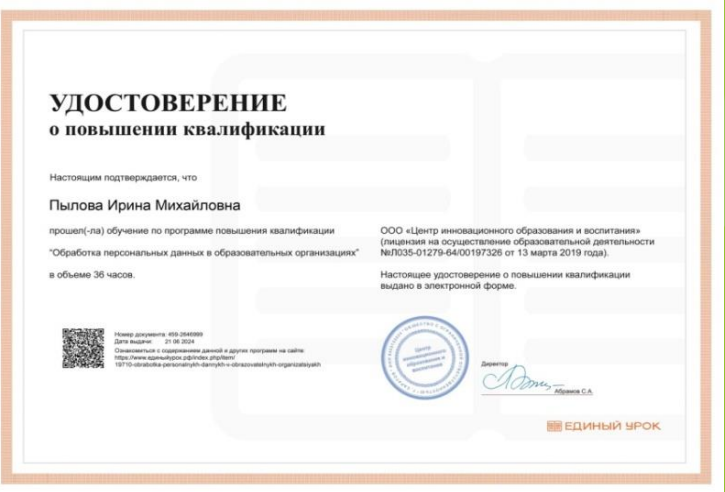 УДОСТОВЕРЕНИЕ
о повышении квалификации
Настоящим подтверждается, что
Пылова Ирина Михайловна
прошел(-ла) обучение по программе повышения квалификации
"Обработка персональных данных в образовательных организациях"
в объеме 36 часов.
ООО «Центр инновационного образования и воспитания»
(лицензия на осуществление образовательной деятельности
№Л035-01279-64/00197326 от 13 марта 2019 года).
Настоящее удостоверение о повышении квалификации
выдано в электронной форме.
Номер документа:
Дата выдачи: 21 06 2024
Ознакомиться с содержанием данной и других программ на сайте:
https://www.единыйурок.рф/index.php/item/
19710-obrabotka-personalnykh-dannykh-v-obrazovatelnykh-organizatsiyakh
Центр
инновационного
образования и
воспитания
Директор
Абрамов С.А.
ЕДИНЫЙ УРОК